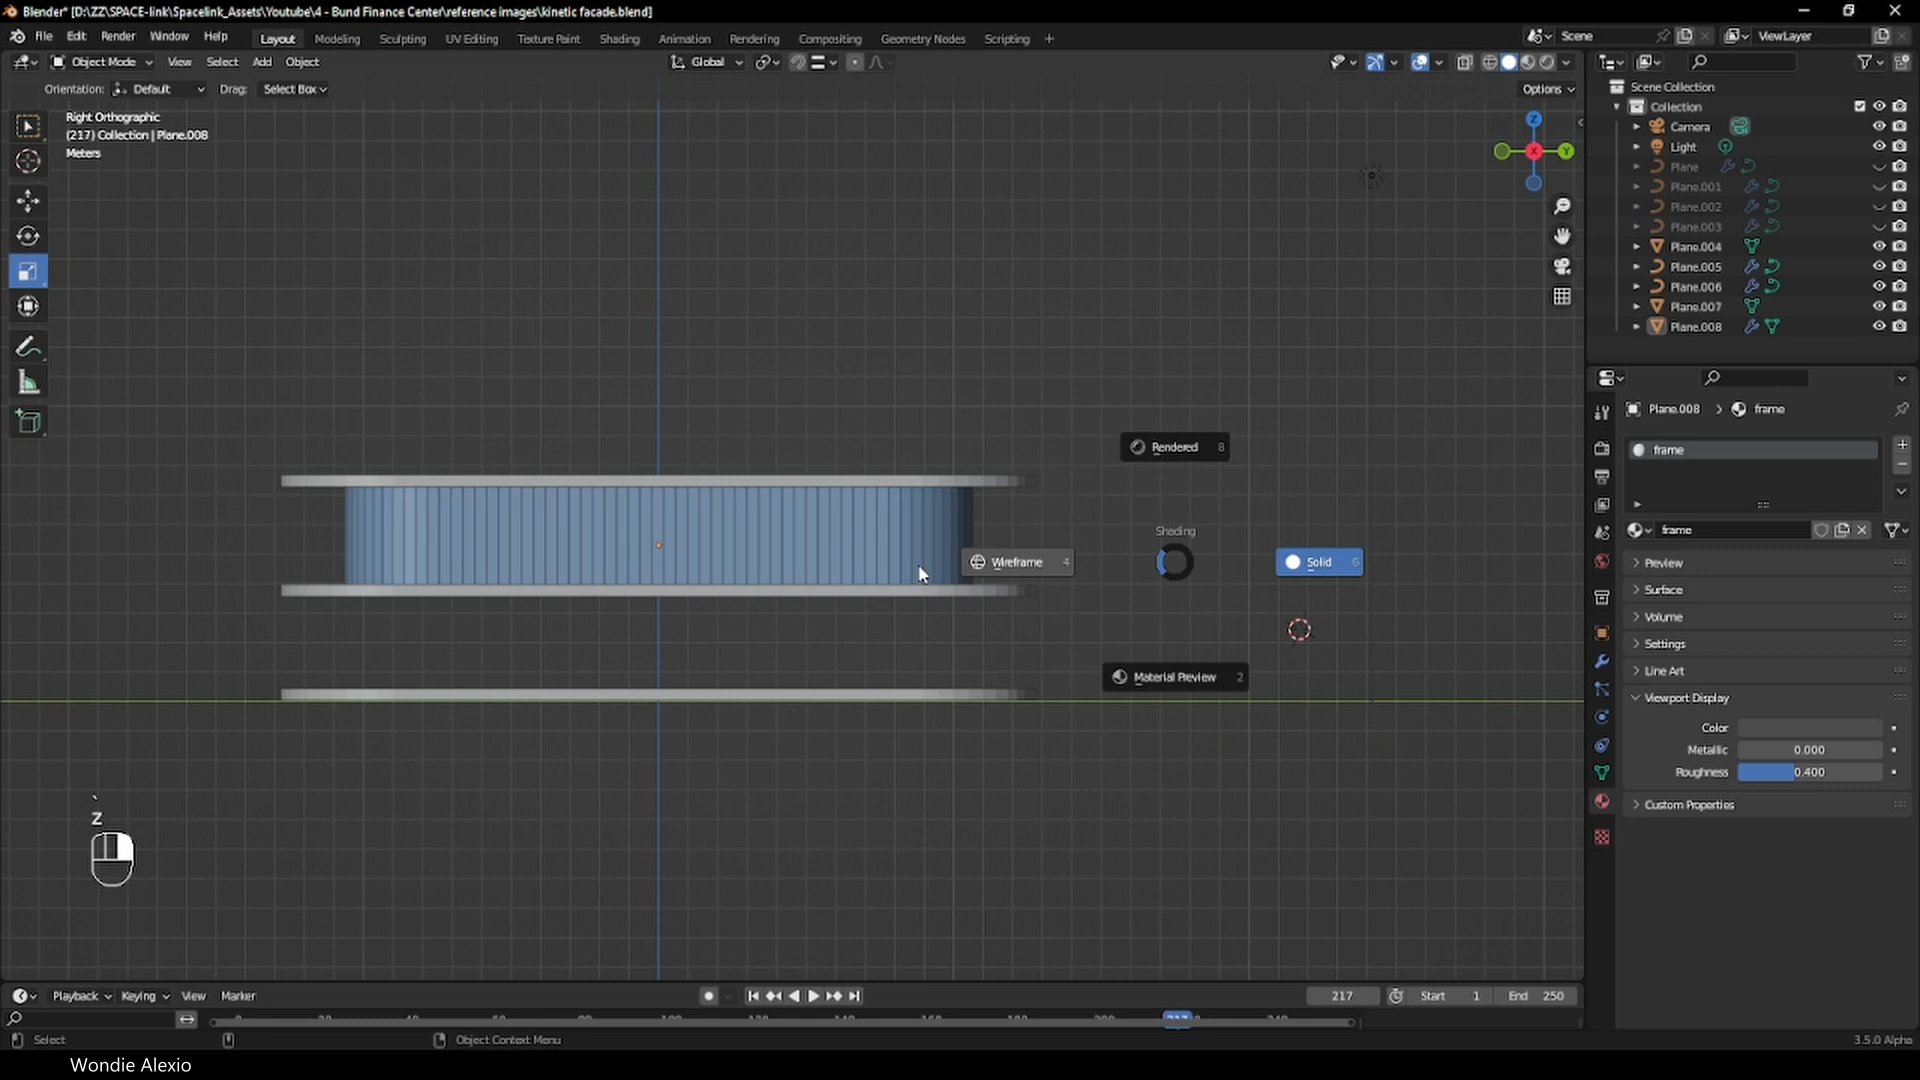 Blender* [D:\ZZ\SPACE-link\Spacelink_Assets\Youtube\4 - Bund Finance Center\reference images\kinetic facade.blend]
File Edit Render Window Help Layout Modeling Sculpting UV Editing Texture Paint Shading Animation Rendering Compositing Geometry Nodes Scripting + Scene ViewLayer
Object Mode View Select Add Object Global
Orientation: Default Drag: Select Box Options
Right Orthographic
(217) Collection | Plane.008
Meters
Z
X
Y
Scene Collection
Collection
Camera
Light
Plane
Plane.001
Plane.002
Plane.003
Plane.004
Plane.005
Plane.006
Plane.007
Plane.008
Rendered 8
Shading
Wireframe 4
Solid 6
Material Preview 2
Plane.008 > frame
frame
frame
Preview
Surface
Volume
Settings
Line Art
Viewport Display
Color
Metallic 0.000
Roughness 0.400
Custom Properties
`
Z
Playback Keying View Marker 217 Start 1 End 250
Select Object Context Menu 3.5.0 Alpha
Wondie Alexio